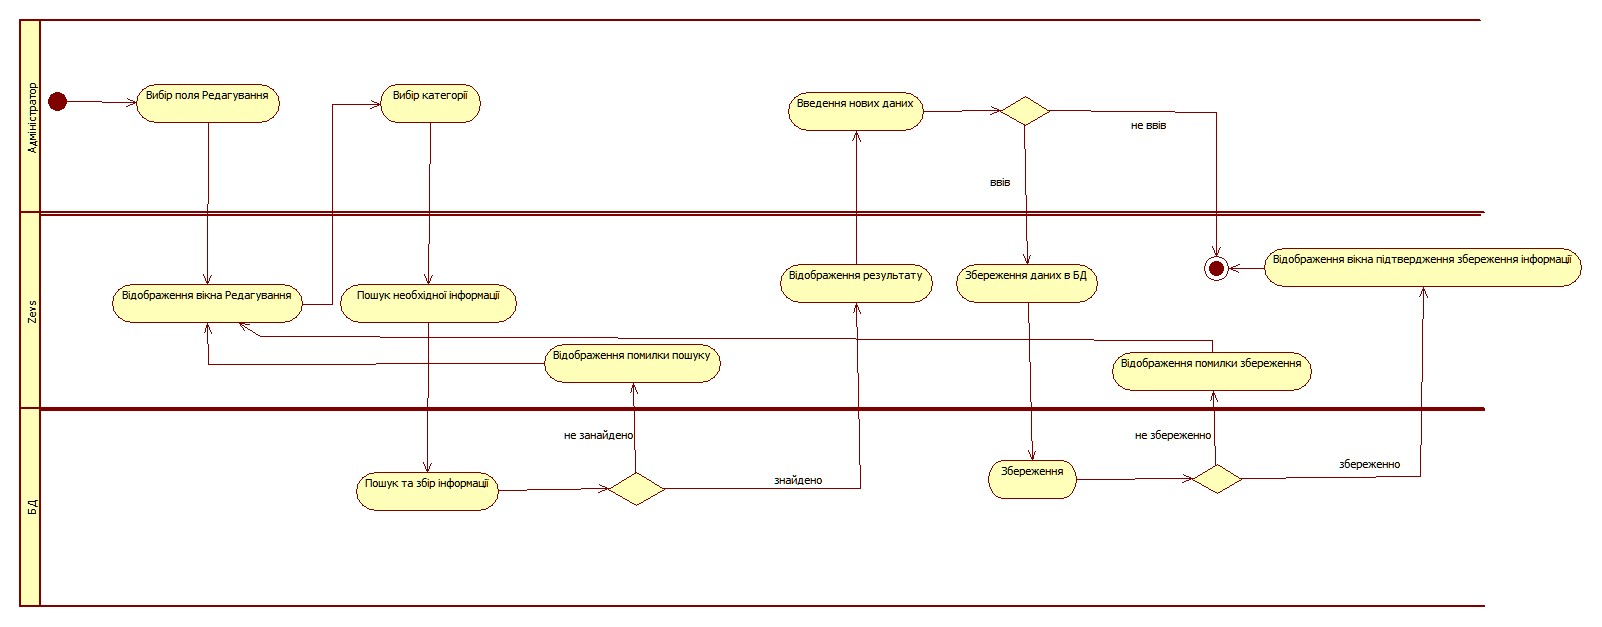 Адміністратор
Вибір поля Редагування
Вибір категорії
Введення нових даних
не ввів
ввів
Zevs
Відображення вікна Редагування
Пошук необхідної інформації
Відображення результату
Збереження даних в БД
Відображення вікна підтвердження збереження інформації
Відображення помилки пошуку
Відображення помилки збереження
БД
не занайдено
знайдено
не збереженно
збереженно
Пошук та збір інформації
Збереження